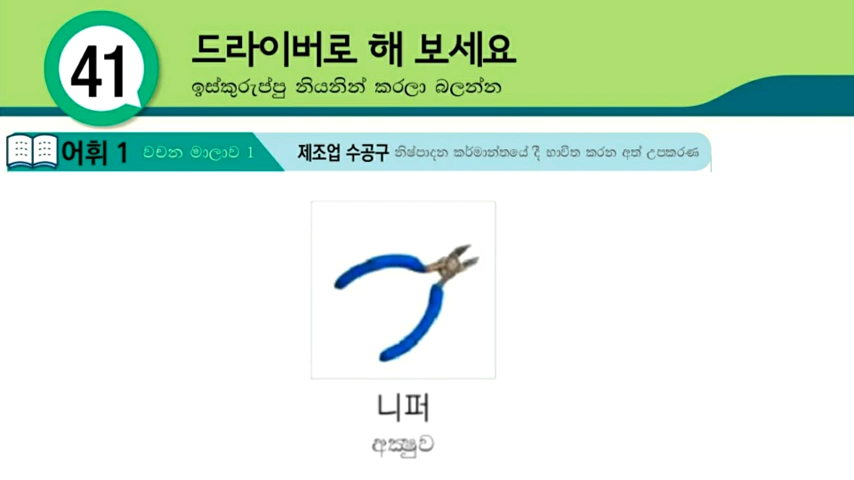 41
드라이버로 해 보세요
ඉස්කුරුප්පු නියනින් කරලා බලන්න
어휘 1 වචන මාලාව 1 제조업 수공구 නිෂ්පාදන කර්මාන්තයේ දී භාවිත කරන අත් උපකරණ
니퍼